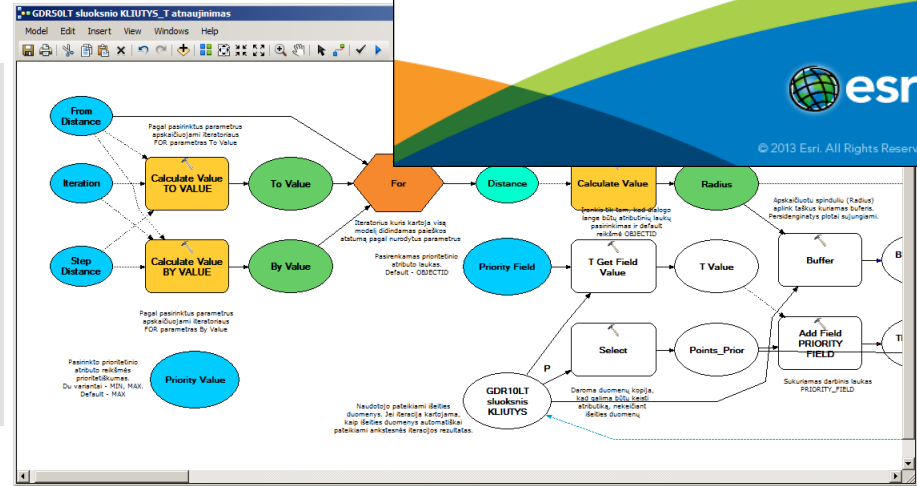 GDR50LT sluoksnio KLIUTYS_T atnaujinimas
Model Edit Insert View Windows Help
esri
© 2013 Esri. All Rights Reserv
From
Distance
Pagal pasirinktus parametrus
apskaičiuojami iteratoriaus
FOR parametras To Value
Iteration
Calculate Value
TO VALUE
To Value
For
Distance
Calculate Value
Radius
Iteratorius kuris kartoja visą
modelį didindamas paieškos
atstumą pagal nurodytus parametrus
Įrankis tik tam, kad dialogo
lange būtų atributinių laukų
pasirinkimas ir default
reikšmė OBJECTID
Apskaičiuotu spinduliu (Radius)
aplink taškus kuriamas buferis.
Persidenginatys plotai sujungiami.
Step
Distance
Calculate Value
BY VALUE
By Value
Pasirenkamas prioritetinio
atributo laukas.
Default - OBJECTID
Priority Field
T Get Field
Value
T Value
Buffer
B
Pagal pasirinktus parametrus
apskaičiuojami iteratoriaus
FOR parametras By Value
Pasirinkto prioritetinio
atributo reikšmės
prioritetiškumas.
Du variantai - MIN, MAX.
Default - MAX
Priority Value
P
Select
Points_Prior
Add Field
PRIORITY
FIELD
Sukuriamas darbinis laukas
PRIORITY_FIELD
Naudotojo pateikiami išeities
duomenys. Jei iteracija kartojama,
kaip išeities duomenys automatiškai
pateikiami ankstesnės iteracijos rezultatas.
GDR10LT
sluoksnis
KLIUTYS
Daroma duomenų kopija,
kad galima būtų keisti
atributiką, nekeičiant
išeities duomenų